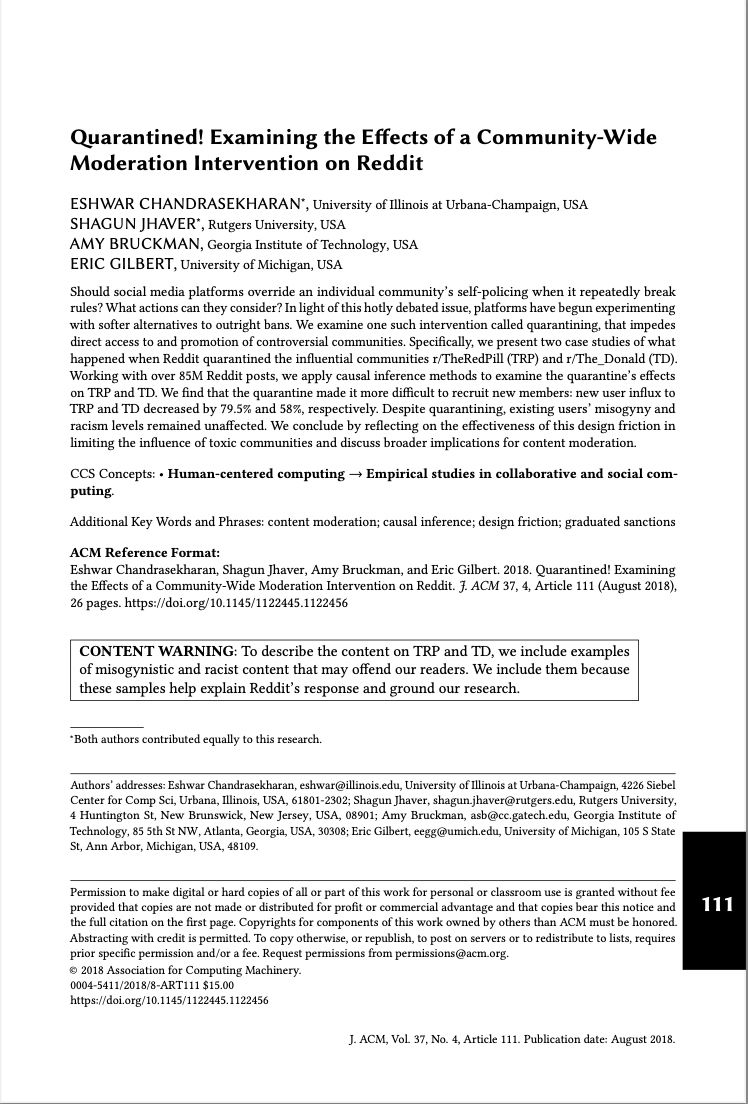 Quarantined! Examining the Effects of a Community-Wide
Moderation Intervention on Reddit
ESHWAR CHANDRASEKHARAN*, University of Illinois at Urbana-Champaign, USA
SHAGUN JHAVER*, Rutgers University, USA
AMY BRUCKMAN, Georgia Institute of Technology, USA
ERIC GILBERT, University of Michigan, USA
Should social media platforms override an individual community's self-policing when it repeatedly break
rules? What actions can they consider? In light of this hotly debated issue, platforms have begun experimenting
with softer alternatives to outright bans. We examine one such intervention called quarantining, that impedes
direct access to and promotion of controversial communities. Specifically, we present two case studies of what
happened when Reddit quarantined the influential communities r/TheRedPill (TRP) and r/The_Donald (TD).
Working with over 85M Reddit posts, we apply causal inference methods to examine the quarantine's effects
on TRP and TD. We find that the quarantine made it more difficult to recruit new members: new user influx to
TRP and TD decreased by 79.5% and 58%, respectively. Despite quarantining, existing users' misogyny and
racism levels remained unaffected. We conclude by reflecting on the effectiveness of this design friction in
limiting the influence of toxic communities and discuss broader implications for content moderation.
CCS Concepts: • Human-centered computing → Empirical studies in collaborative and social com-
puting.
Additional Key Words and Phrases: content moderation; causal inference; design friction; graduated sanctions
ACM Reference Format:
Eshwar Chandrasekharan, Shagun Jhaver, Amy Bruckman, and Eric Gilbert. 2018. Quarantined! Examining
the Effects of a Community-Wide Moderation Intervention on Reddit. J. ACM 37, 4, Article 111 (August 2018),
26 pages. https://doi.org/10.1145/1122445.1122456
CONTENT WARNING: To describe the content on TRP and TD, we include examples
of misogynistic and racist content that may offend our readers. We include them because
these samples help explain Reddit's response and ground our research.
*Both authors contributed equally to this research.
Authors' addresses: Eshwar Chandrasekharan, eshwar@illinois.edu, University of Illinois at Urbana-Champaign, 4226 Siebel
Center for Comp Sci, Urbana, Illinois, USA, 61801-2302; Shagun Jhaver, shagun.jhaver@rutgers.edu, Rutgers University,
4 Huntington St, New Brunswick, New Jersey, USA, 08901; Amy Bruckman, asb@cc.gatech.edu, Georgia Institute of
Technology, 85 5th St NW, Atlanta, Georgia, USA, 30308; Eric Gilbert, eegg@umich.edu, University of Michigan, 105 S State
St, Ann Arbor, Michigan, USA, 48109.
Permission to make digital or hard copies of all or part of this work for personal or classroom use is granted without fee
provided that copies are not made or distributed for profit or commercial advantage and that copies bear this notice and
the full citation on the first page. Copyrights for components of this work owned by others than ACM must be honored.
Abstracting with credit is permitted. To copy otherwise, or republish, to post on servers or to redistribute to lists, requires
prior specific permission and/or a fee. Request permissions from permissions@acm.org.
© 2018 Association for Computing Machinery.
0004-5411/2018/8-ART111 $15.00
https://doi.org/10.1145/1122445.1122456
111
J. ACM, Vol. 37, No. 4, Article 111. Publication date: August 2018.